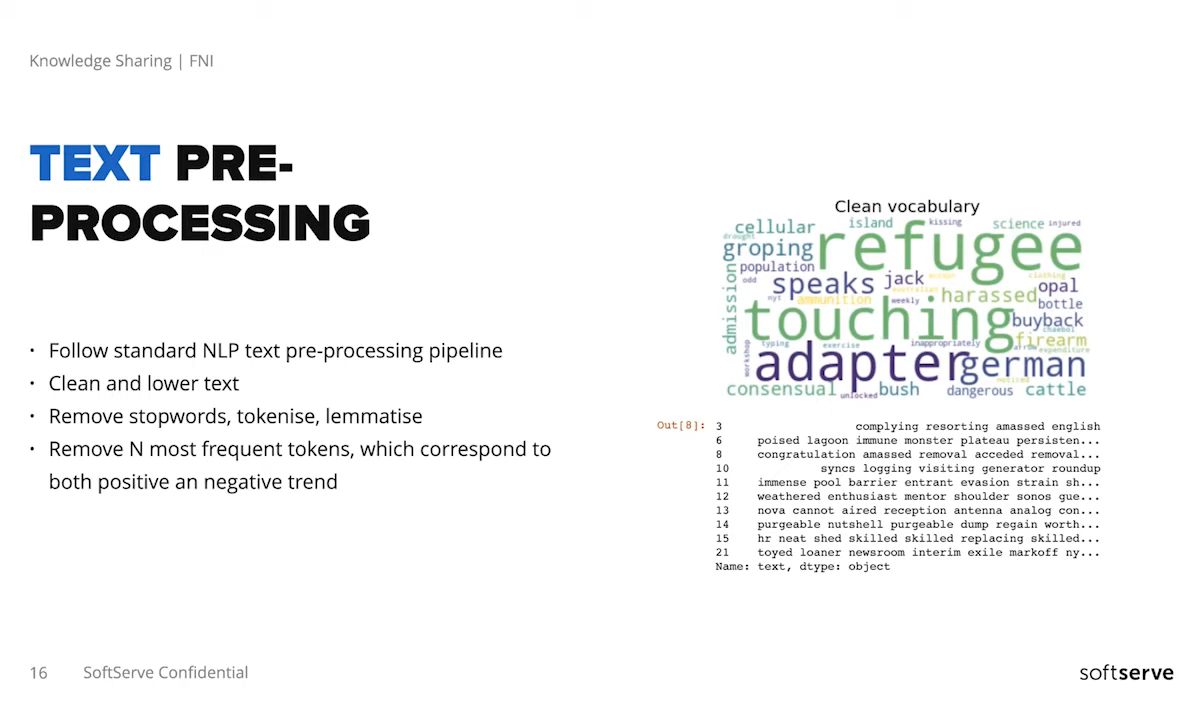 Knowledge Sharing | FNI
TEXT PRE-
PROCESSING
· Follow standard NLP text pre-processing pipeline
· Clean and lower text
· Remove stopwords, tokenise, lemmatise
· Remove N most frequent tokens, which correspond to
both positive an negative trend
Clean vocabulary
cellular island kissing science injured
drought groping refugee
population speaks jack clothing
odd nyt ammunition australian weekly harassed opal
admission bottle
touching buyback
chaebol
typing exercise inappropriately firearm
workshop adapter german expenditure
consensual unlocked bush dangerous cattle
Out[8]: 3 complying resorting amassed english
6 poised lagoon immune monster plateau persisten...
8 congratulation amassed removal acceded removal...
10 syncs logging visiting generator roundup
11 immense pool barrier entrant evasion strain sh...
12 weathered enthusiast mentor shoulder sonos gue...
13 nova cannot aired reception antenna analog con...
14 purgeable nutshell purgeable dump regain worth...
15 hr neat shed skilled skilled replacing skilled...
21 toyed loaner newsroom interim exile markoff ny...
Name: text, dtype: object
16 SoftServe Confidential
softserve